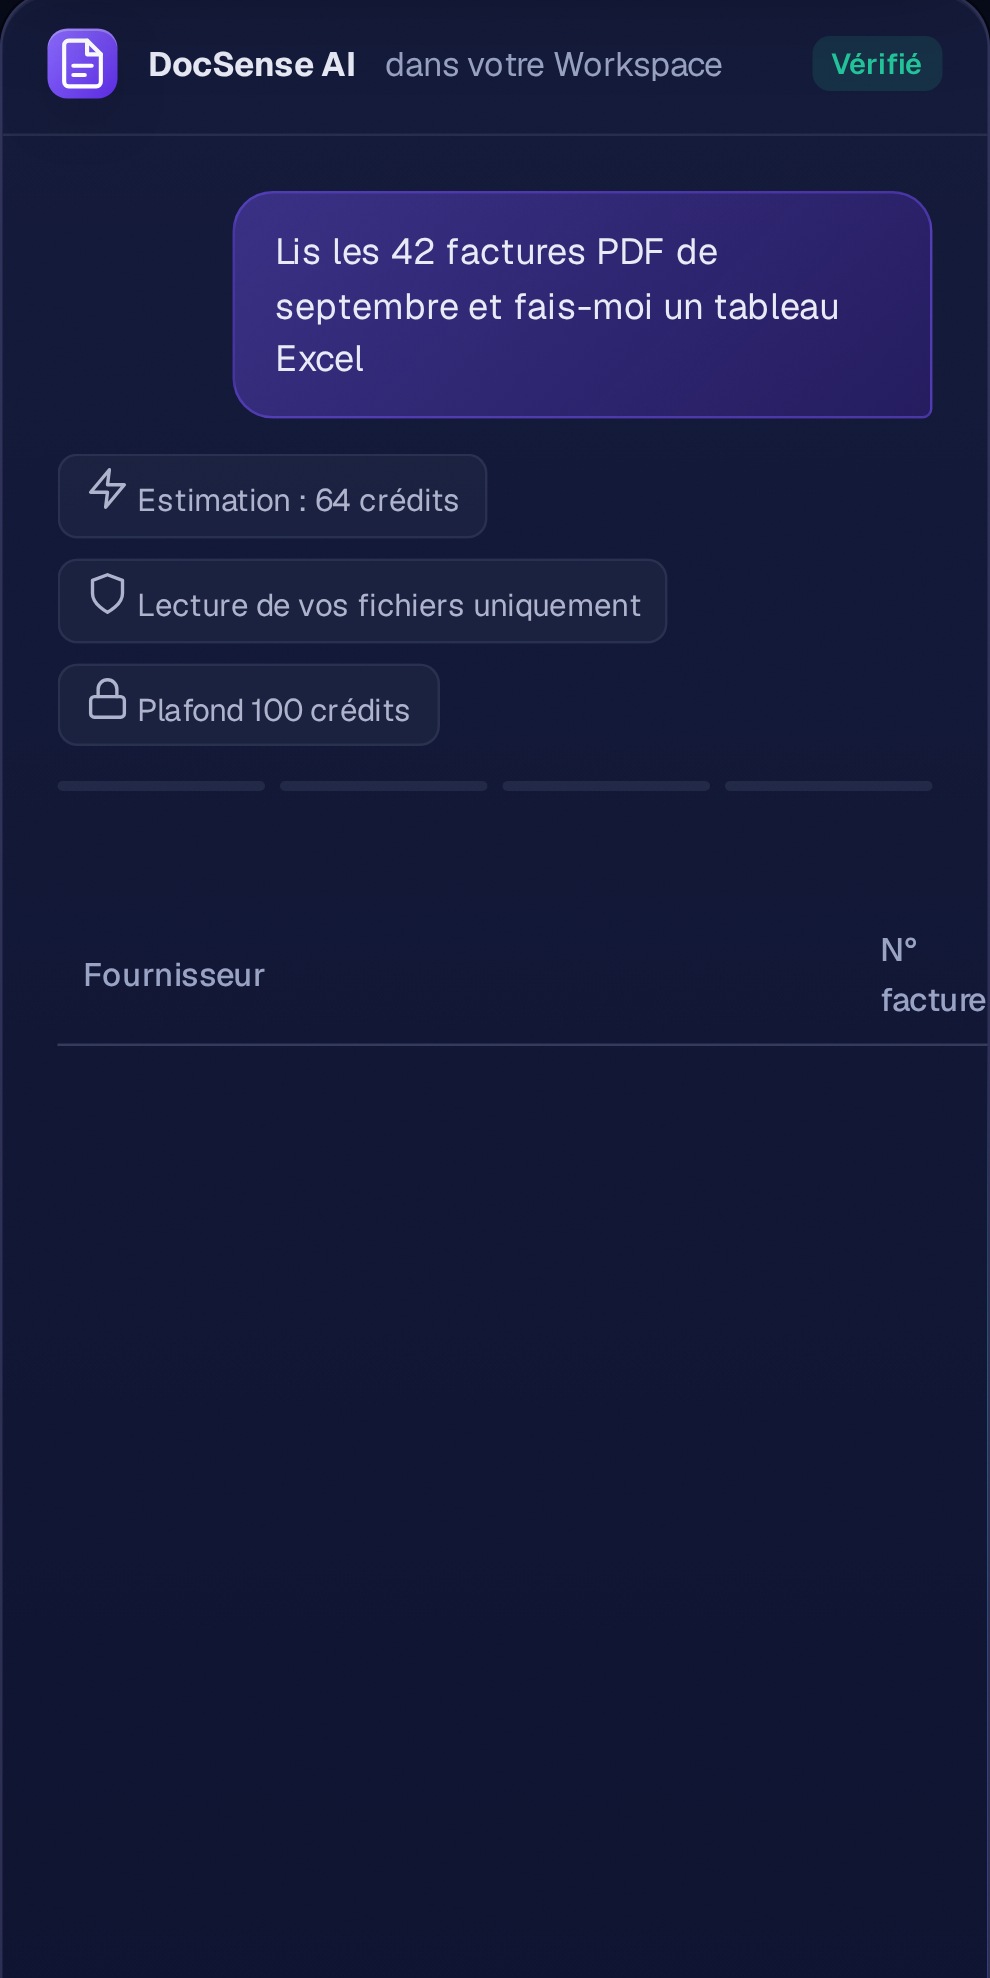 DocSense AI dans votre Workspace Vérifié
Lis les 42 factures PDF de
septembre et fais-moi un tableau
Excel
Estimation : 64 crédits
Lecture de vos fichiers uniquement
Plafond 100 crédits
Fournisseur
N°
facture